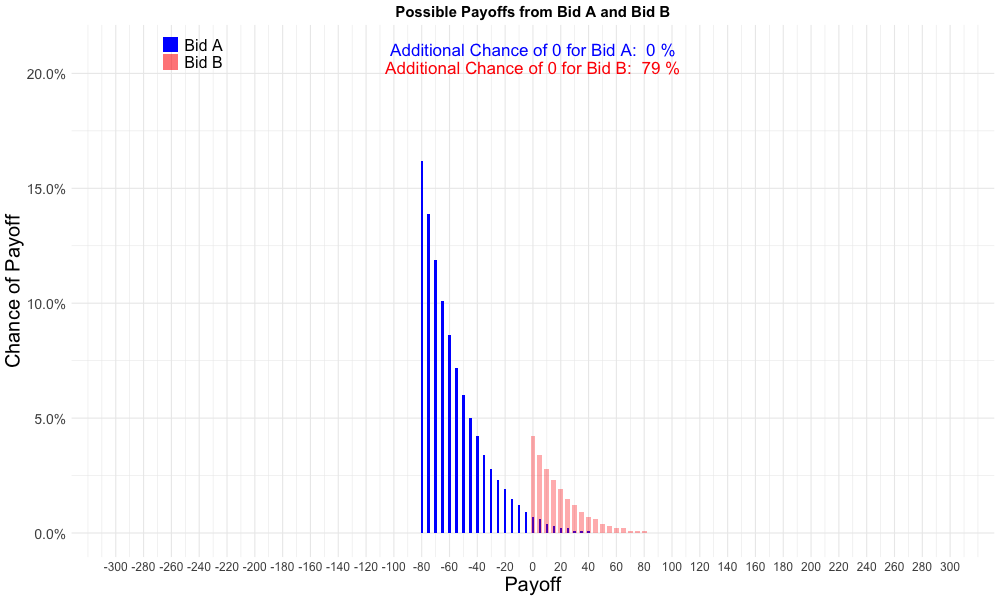 Possible Payoffs from Bid A and Bid B
Bid A
Bid B
Additional Chance of 0 for Bid A:  0 %
Additional Chance of 0 for Bid B:  79 %
Chance of Payoff
20.0%
15.0%
10.0%
5.0%
0.0%
-300 -280 -260 -240 -220 -200 -180 -160 -140 -120 -100 -80 -60 -40 -20 0 20 40 60 80 100 120 140 160 180 200 220 240 260 280 300
Payoff